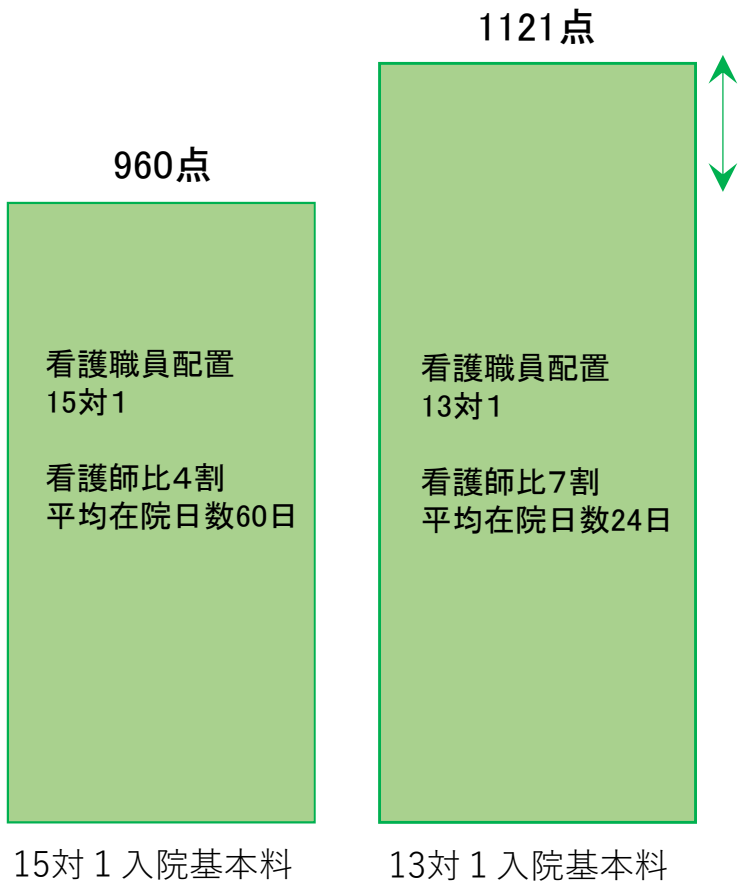 960点
看護職員配置
15対１
看護師比４割
平均在院日数60日
15対１入院基本料
1121点
看護職員配置
13対１
看護師比７割
平均在院日数24日
13対１入院基本料